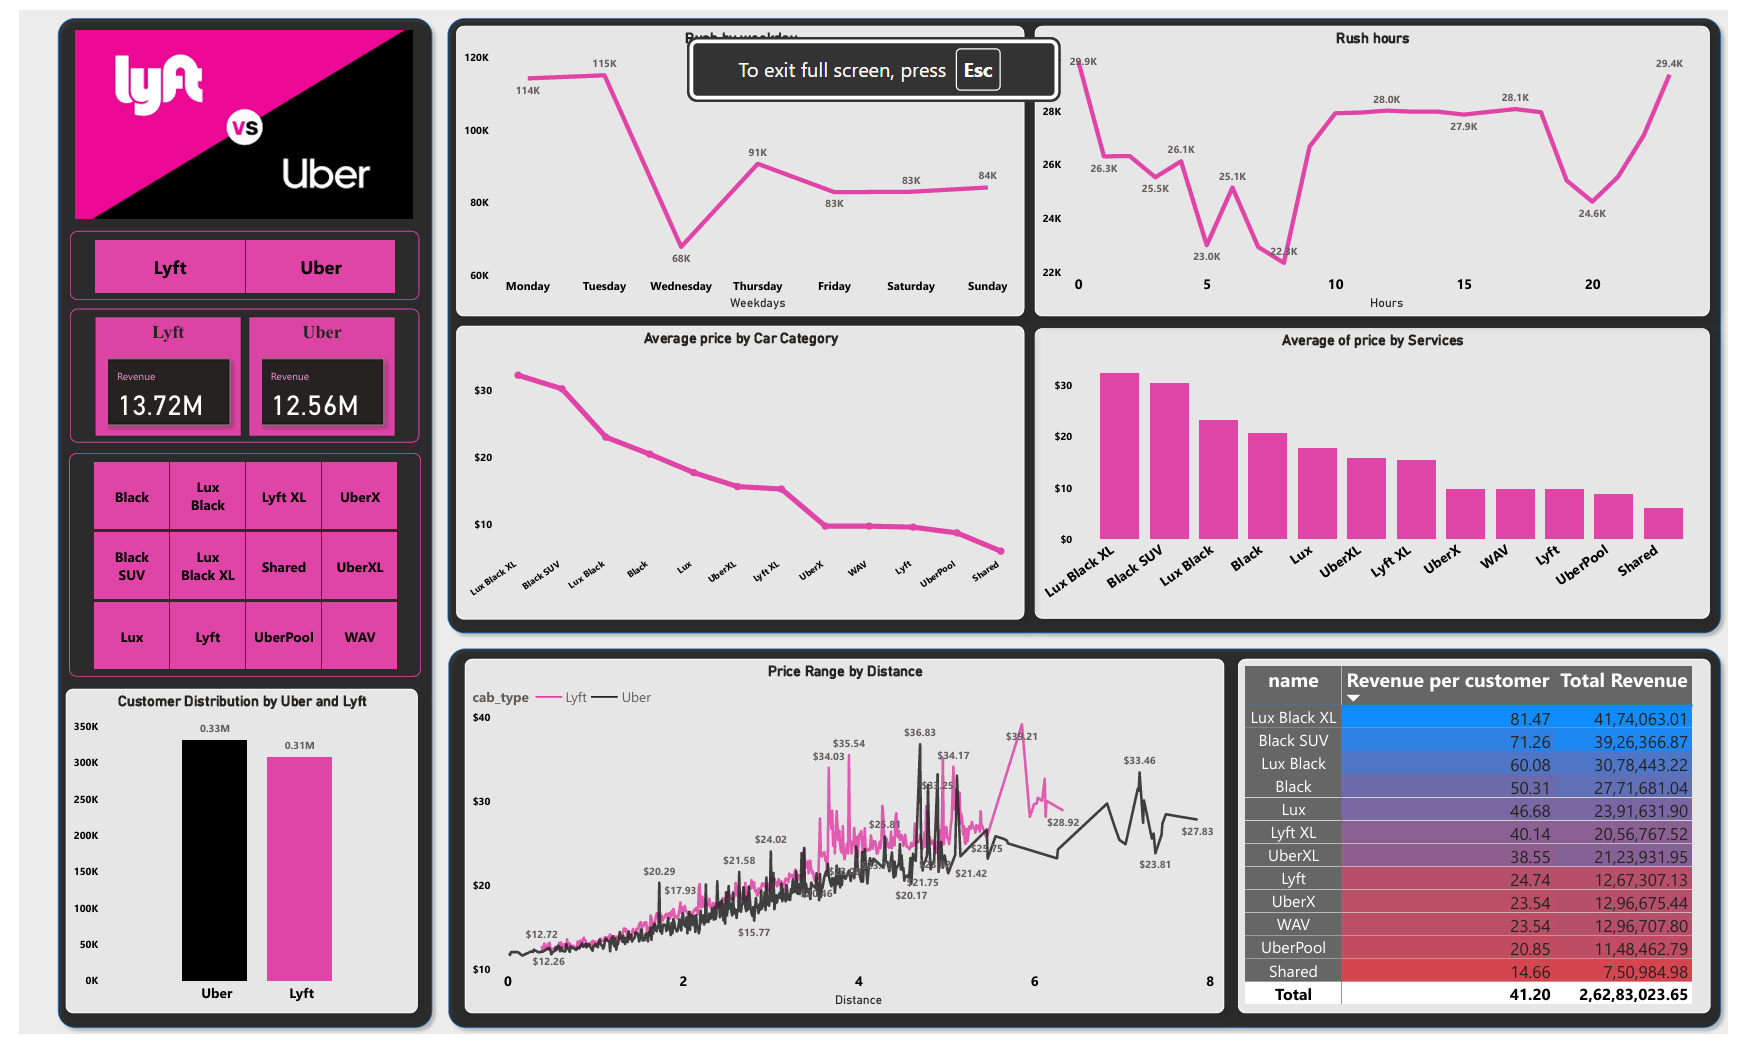 lyft
vs
Uber
Lyft
Uber
Lyft
Revenue
13.72M
Uber
Revenue
12.56M
Black
Lux Black
Lyft XL
UberX
Black SUV
Lux Black XL
Shared
UberXL
Lux
Lyft
UberPool
WAV
Customer Distribution by Uber and Lyft
350K
300K
250K
200K
150K
100K
50K
0K
0.33M
0.31M
Uber
Lyft
To exit full screen, press Esc
Rush by weekday
120K
100K
80K
60K
114K
115K
68K
91K
83K
83K
84K
Monday Tuesday Wednesday Thursday Friday Saturday Sunday
Weekdays
Rush hours
28K
26K
24K
22K
29.9K
26.3K
25.5K
26.1K
23.0K
25.1K
22.3K
28.0K
27.9K
28.1K
24.6K
29.4K
0 5 10 15 20
Hours
Average price by Car Category
$30
$20
$10
Lux Black XL
Black SUV
Lux Black
Black
Lux
UberXL
Lyft XL
UberX
WAV
Lyft
UberPool
Shared
Average of price by Services
$30
$20
$10
$0
Lux Black XL
Black SUV
Lux Black
Black
Lux
UberXL
Lyft XL
UberX
WAV
Lyft
UberPool
Shared
Price Range by Distance
cab_type Lyft Uber
$40
$30
$20
$10
$12.72
$12.26
$20.29
$17.93
$21.58
$15.77
$24.02
$34.03
$35.54
$25.81
$36.83
$33.25
$34.17
$21.75
$20.17
$21.42
$25.75
$39.21
$28.92
$33.46
$23.81
$27.83
0 2 4 6 8
Distance
name Revenue per customer Total Revenue
Lux Black XL 81.47 41,74,063.01
Black SUV 71.26 39,26,366.87
Lux Black 60.08 30,78,443.22
Black 50.31 27,71,681.04
Lux 46.68 23,91,631.90
Lyft XL 40.14 20,56,767.52
UberXL 38.55 21,23,931.95
Lyft 24.74 12,67,307.13
UberX 23.54 12,96,675.44
WAV 23.54 12,96,707.80
UberPool 20.85 11,48,462.79
Shared 14.66 7,50,984.98
Total 41.20 2,62,83,023.65